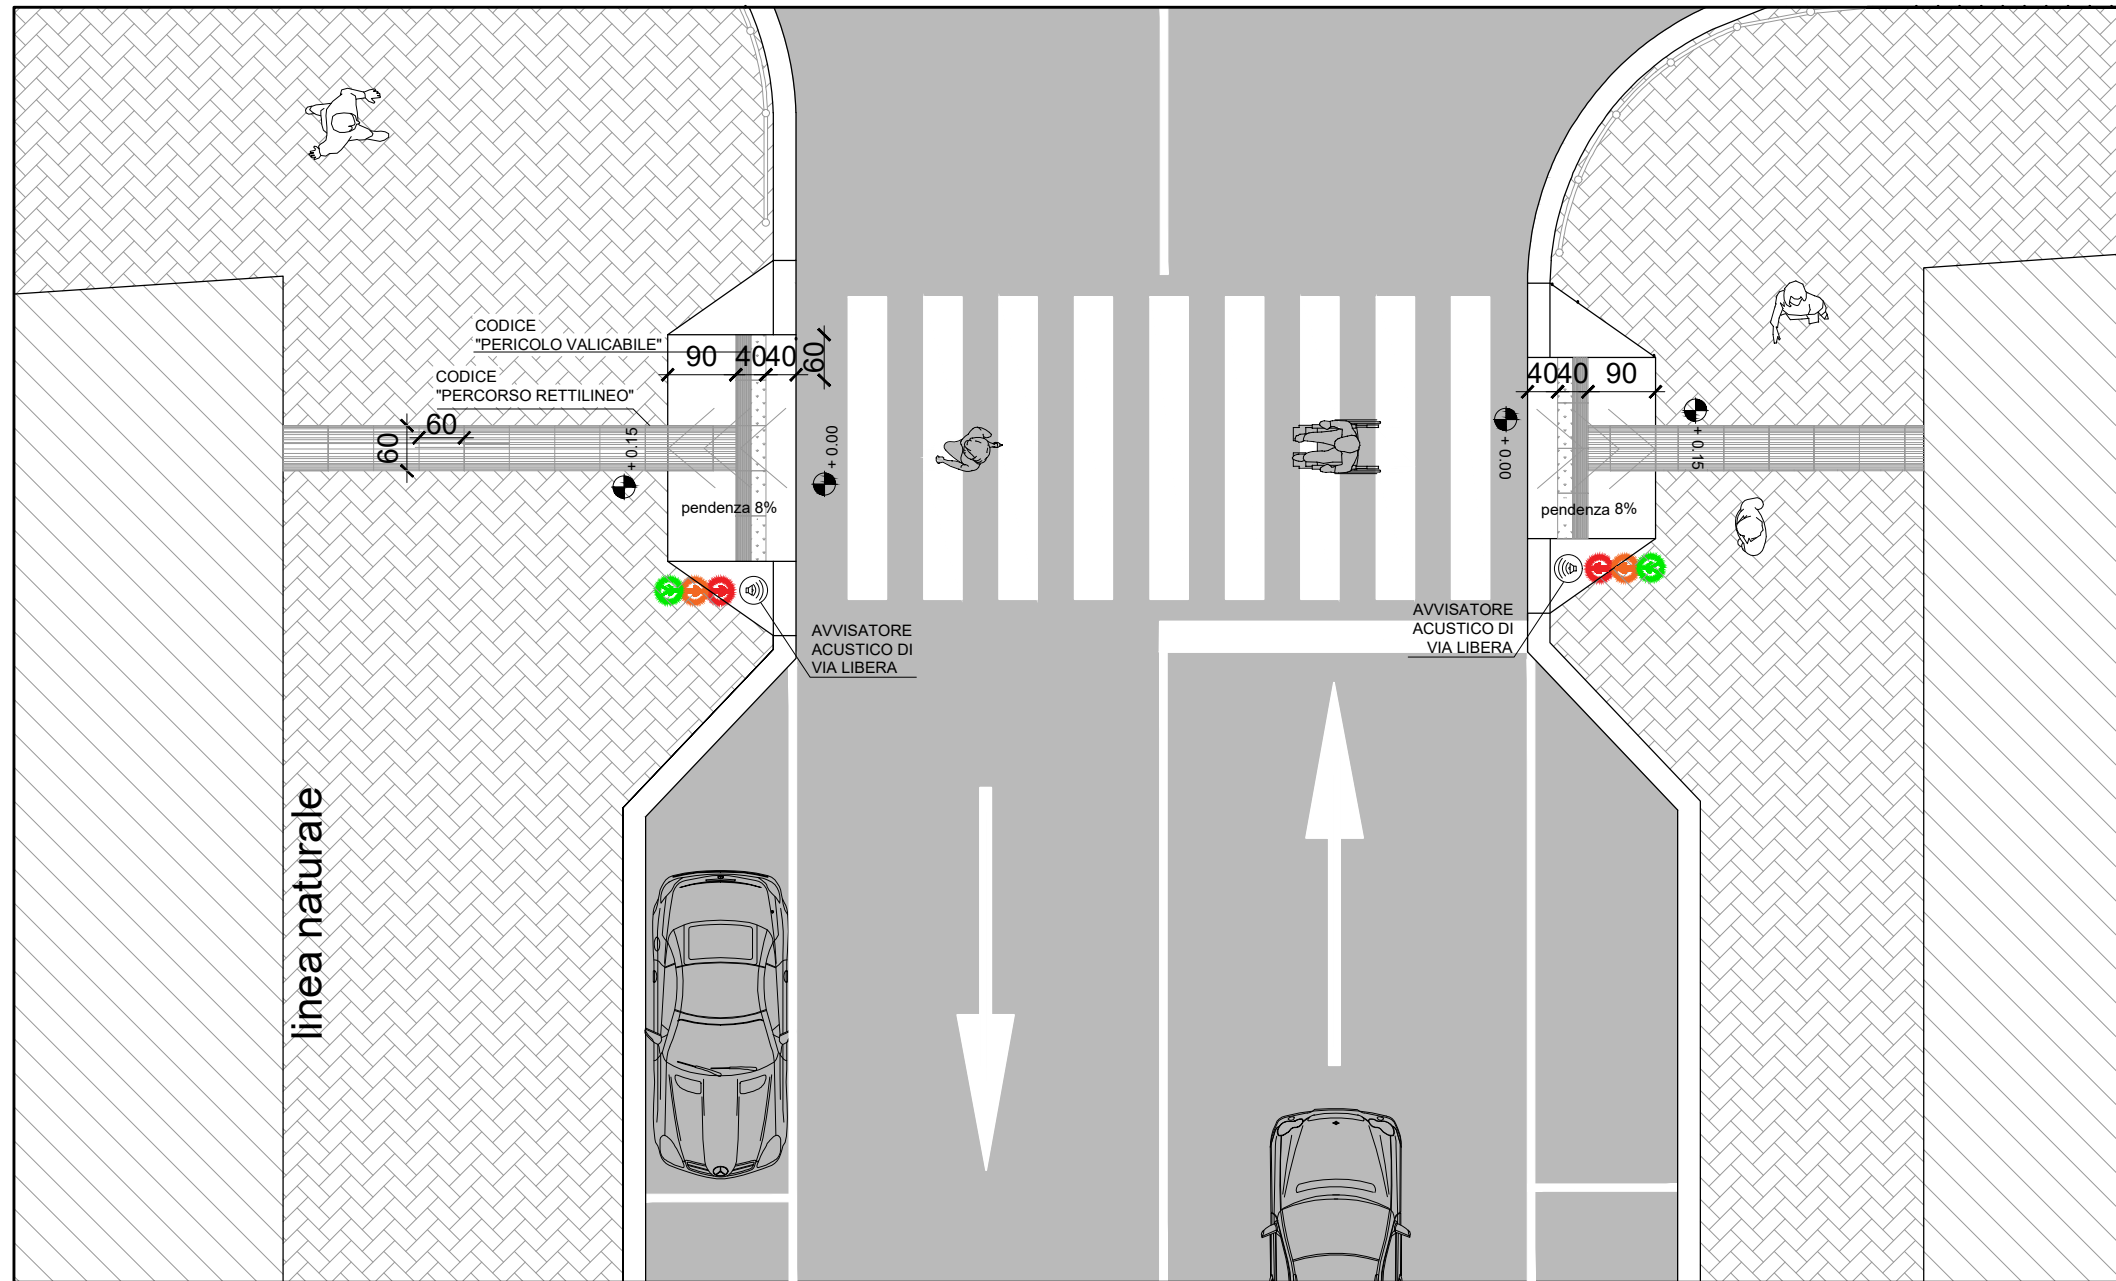 CODICE
"PERICOLO VALICABILE"
90
40
40
60
CODICE
"PERCORSO RETTILINEO"
60
60
+ 0.15
+ 0.00
pendenza 8%
AVVISATORE
ACUSTICO DI
VIA LIBERA
linea naturale
40
40
90
+ 0.00
+ 0.15
pendenza 8%
AVVISATORE
ACUSTICO DI
VIA LIBERA